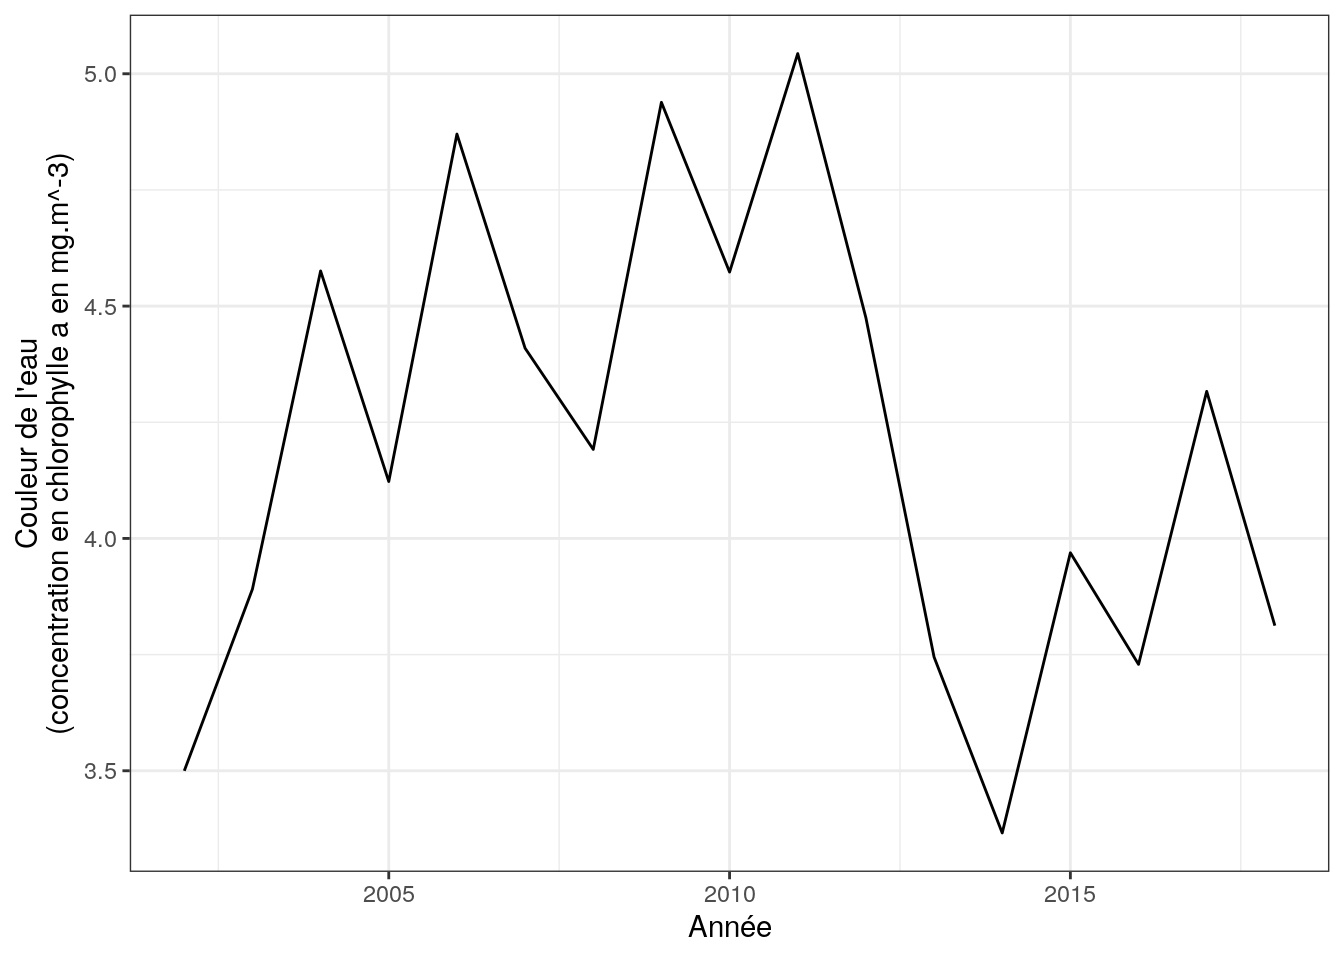 Couleur de l'eau
(concentration en chlorophylle a en mg.m^-3)
5.0
4.5
4.0
3.5
2005
2010
2015
Année